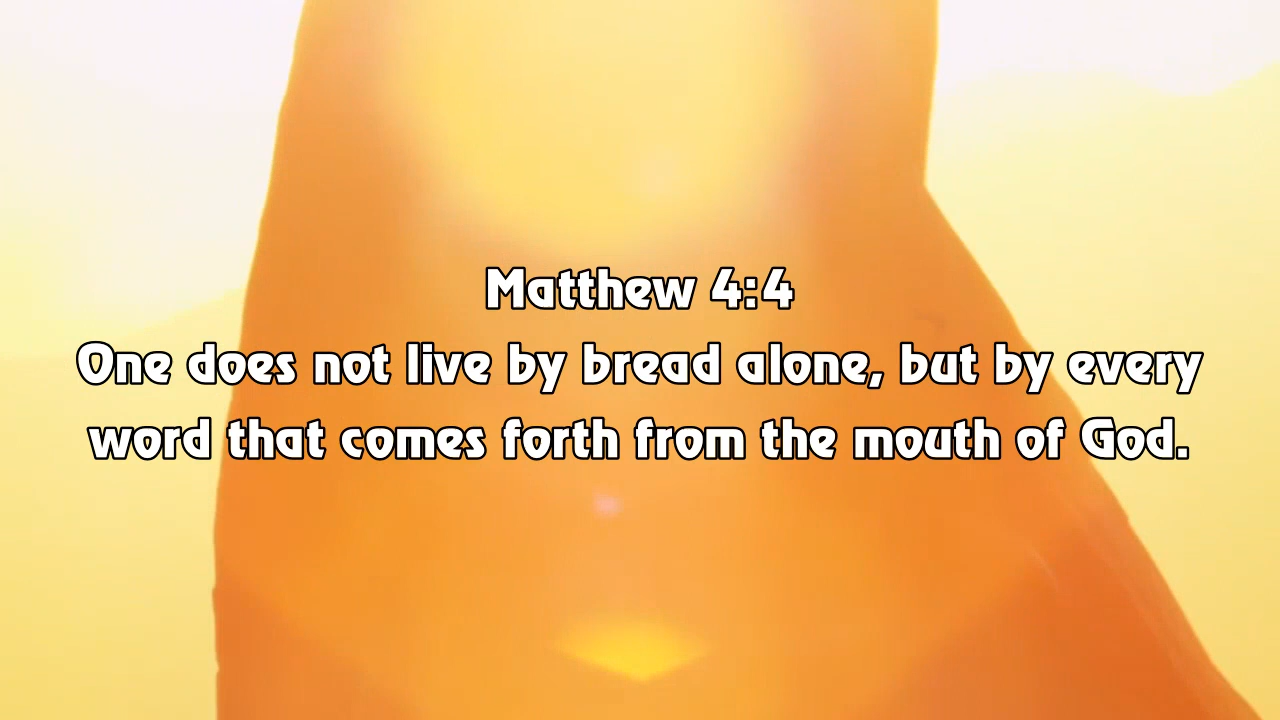 Matthew 4:4
One does not live by bread alone, but by every
word that comes forth from the mouth of God.